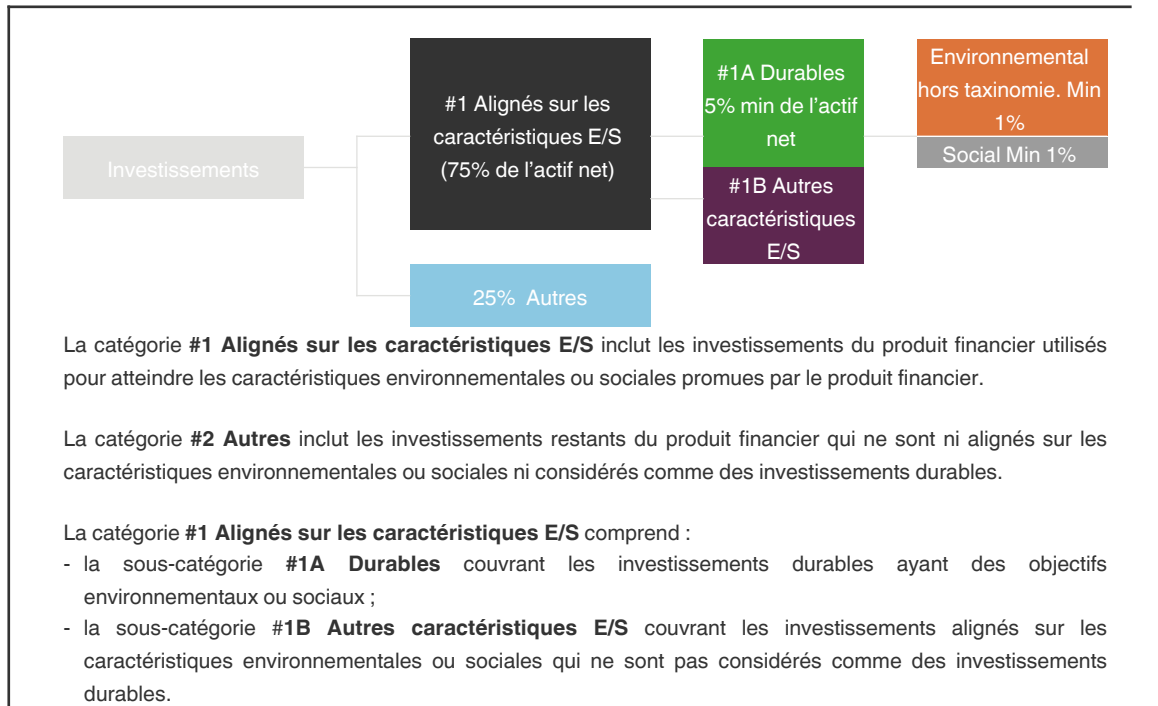 Investissements
#1 Alignés sur les
caractéristiques E/S
(75% de l’actif net)
25% Autres
#1A Durables
5% min de l’actif
net
#1B Autres
caractéristiques
E/S
Environnemental
hors taxinomie. Min
1%
Social Min 1%
La catégorie #1 Alignés sur les caractéristiques E/S inclut les investissements du produit financier utilisés
pour atteindre les caractéristiques environnementales ou sociales promues par le produit financier.
La catégorie #2 Autres inclut les investissements restants du produit financier qui ne sont ni alignés sur les
caractéristiques environnementales ou sociales ni considérés comme des investissements durables.
La catégorie #1 Alignés sur les caractéristiques E/S comprend :
- la sous-catégorie #1A Durables couvrant les investissements durables ayant des objectifs
environnementaux ou sociaux ;
- la sous-catégorie #1B Autres caractéristiques E/S couvrant les investissements alignés sur les
caractéristiques environnementales ou sociales qui ne sont pas considérés comme des investissements
durables.